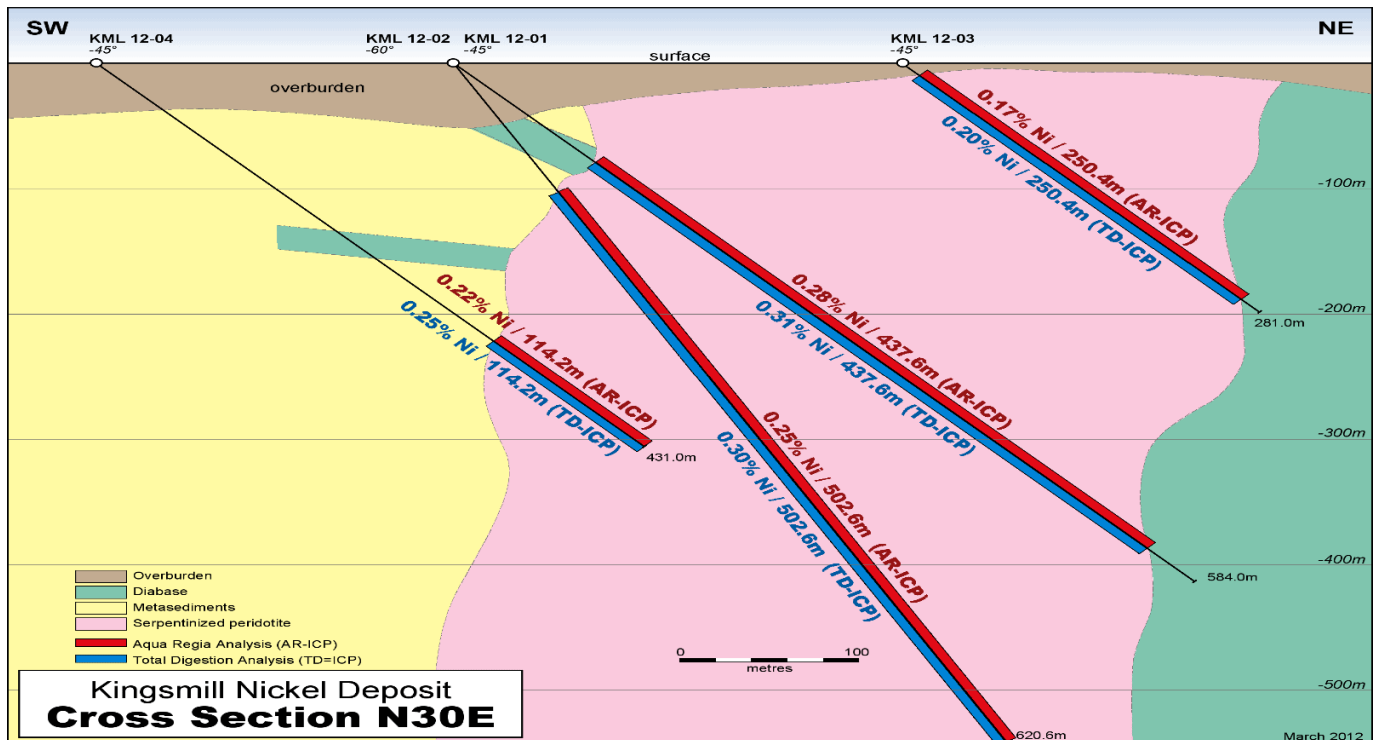 SW
NE
KML 12-04
-45°
KML 12-02
-60°
KML 12-01
-45°
surface
KML 12-03
-45°
overburden
0.17% Ni / 250.4m (AR-ICP)
0.20% Ni / 250.4m (TD-ICP)
-100m
-200m
281.0m
0.22% Ni / 114.2m (AR-ICP)
0.25% Ni / 114.2m (TD-ICP)
0.28% Ni / 437.6m (AR-ICP)
0.31% Ni / 437.6m (TD-ICP)
-300m
431.0m
0.25% Ni / 502.6m (AR-ICP)
0.30% Ni / 502.6m (TD-ICP)
-400m
584.0m
Overburden
Diabase
Metasediments
Serpentinized peridotite
Aqua Regia Analysis (AR-ICP)
Total Digestion Analysis (TD=ICP)
0 100
metres
-500m
Kingsmill Nickel Deposit
Cross Section N30E
620.6m
March 2012